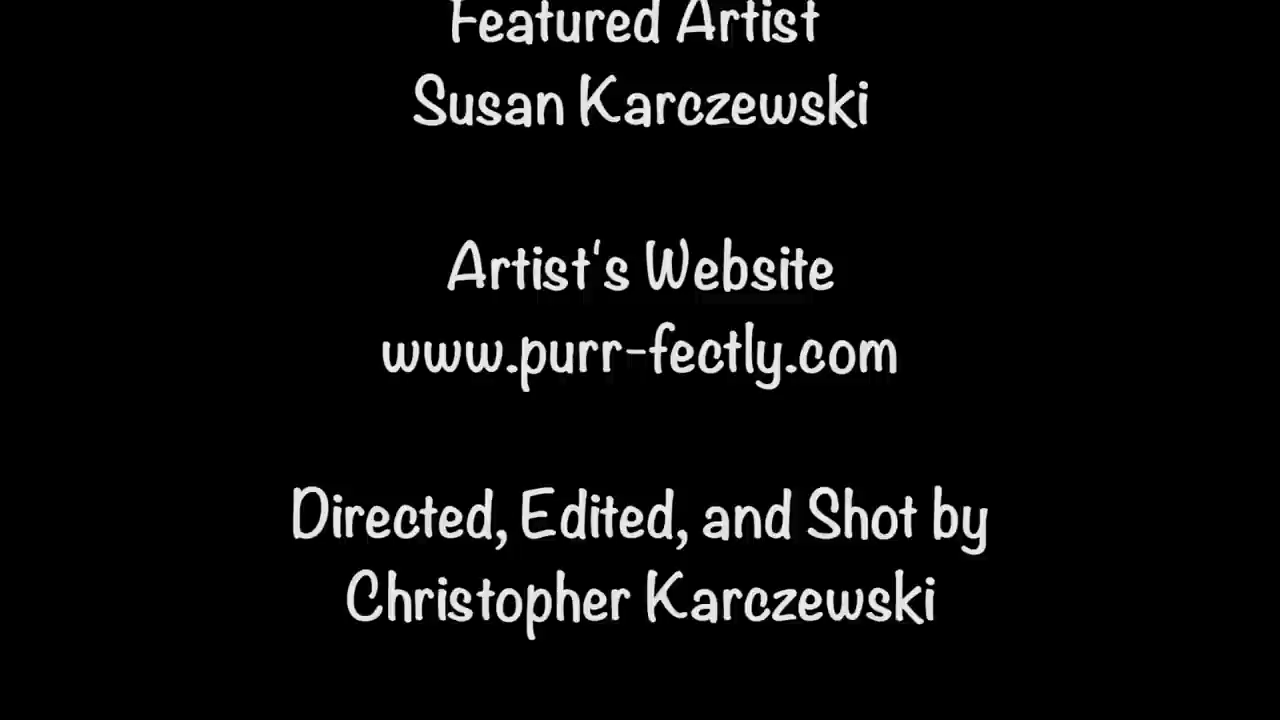 Featured Artist
Susan Karczewski
Artist's Website
www.purr-fectly.com
Directed, Edited, and Shot by
Christopher Karczewski